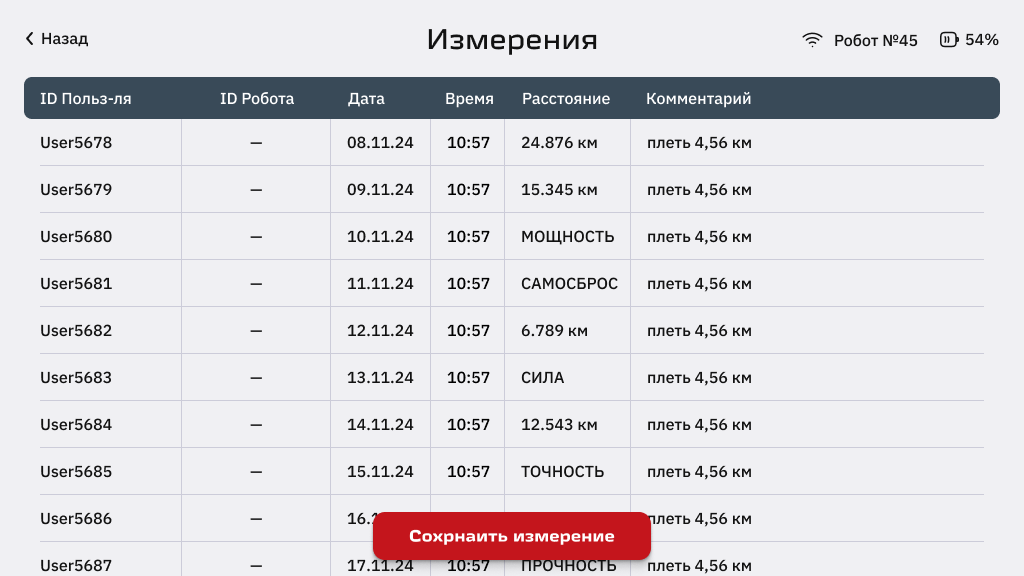 Назад
Измерения
Робот №45
54%
ID Польз-ля ID Робота Дата Время Расстояние Комментарий
User5678 — 08.11.24 10:57 24.876 км плеть 4,56 км
User5679 — 09.11.24 10:57 15.345 км плеть 4,56 км
User5680 — 10.11.24 10:57 МОЩНОСТЬ плеть 4,56 км
User5681 — 11.11.24 10:57 САМОСБРОС плеть 4,56 км
User5682 — 12.11.24 10:57 6.789 км плеть 4,56 км
User5683 — 13.11.24 10:57 СИЛА плеть 4,56 км
User5684 — 14.11.24 10:57 12.543 км плеть 4,56 км
User5685 — 15.11.24 10:57 ТОЧНОСТЬ плеть 4,56 км
User5686 — плеть 4,56 км
Сохрнаить измерение
User5687 — 17.11.24 10:57 ПРОЧНОСТЬ плеть 4,56 км